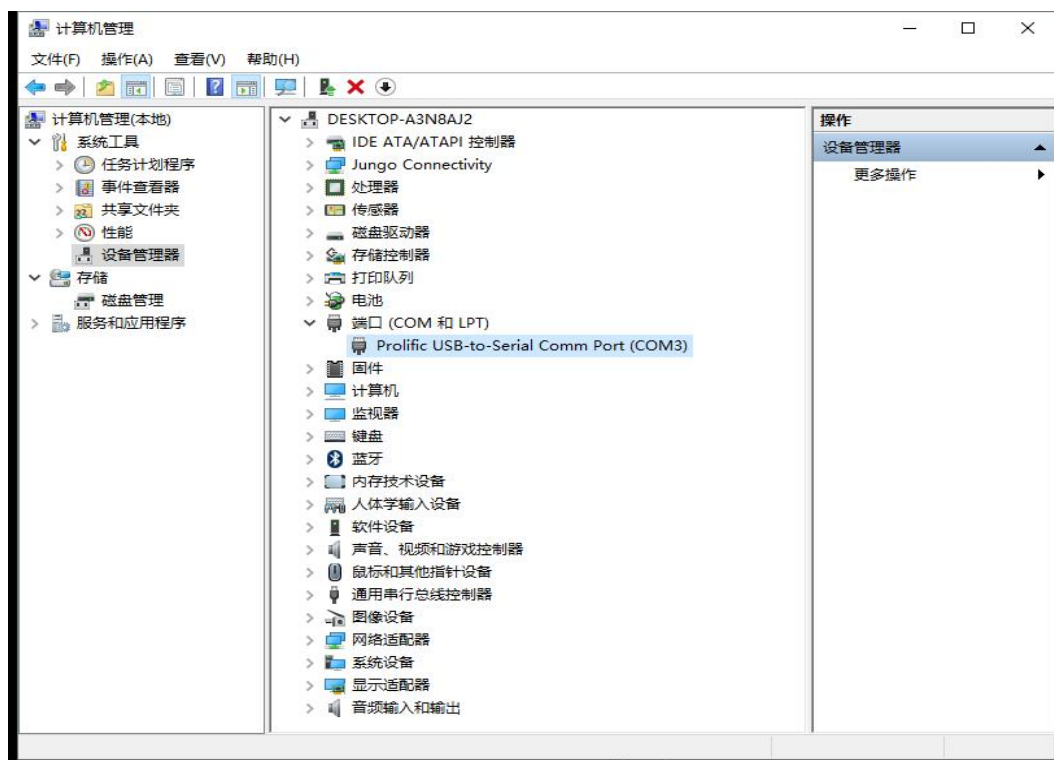 计算机管理
文件(F) 操作(A) 查看(V) 帮助(H)
计算机管理(本地)
系统工具
任务计划程序
事件查看器
共享文件夹
性能
设备管理器
存储
磁盘管理
服务和应用程序
DESKTOP-A3N8AJ2
IDE ATA/ATAPI 控制器
Jungo Connectivity
处理器
传感器
磁盘驱动器
存储控制器
打印队列
电池
端口 (COM 和 LPT)
Prolific USB-to-Serial Comm Port (COM3)
固件
计算机
监视器
键盘
蓝牙
内存技术设备
人体学输入设备
软件设备
声音、视频和游戏控制器
鼠标和其他指针设备
通用串行总线控制器
图像设备
网络适配器
系统设备
显示适配器
音频输入和输出
操作
设备管理器
更多操作